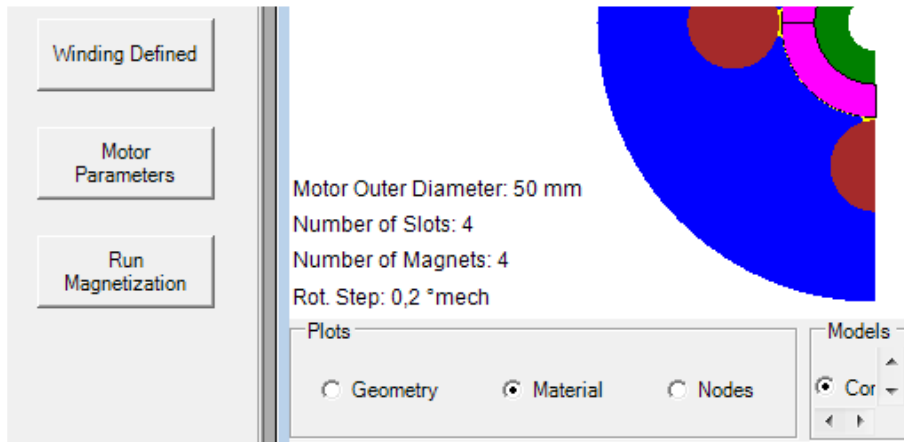 Winding Defined
Motor
Parameters
Run
Magnetization
Motor Outer Diameter: 50 mm
Number of Slots: 4
Number of Magnets: 4
Rot. Step: 0,2 °mech
Plots
Geometry
Material
Nodes
Models
Cor